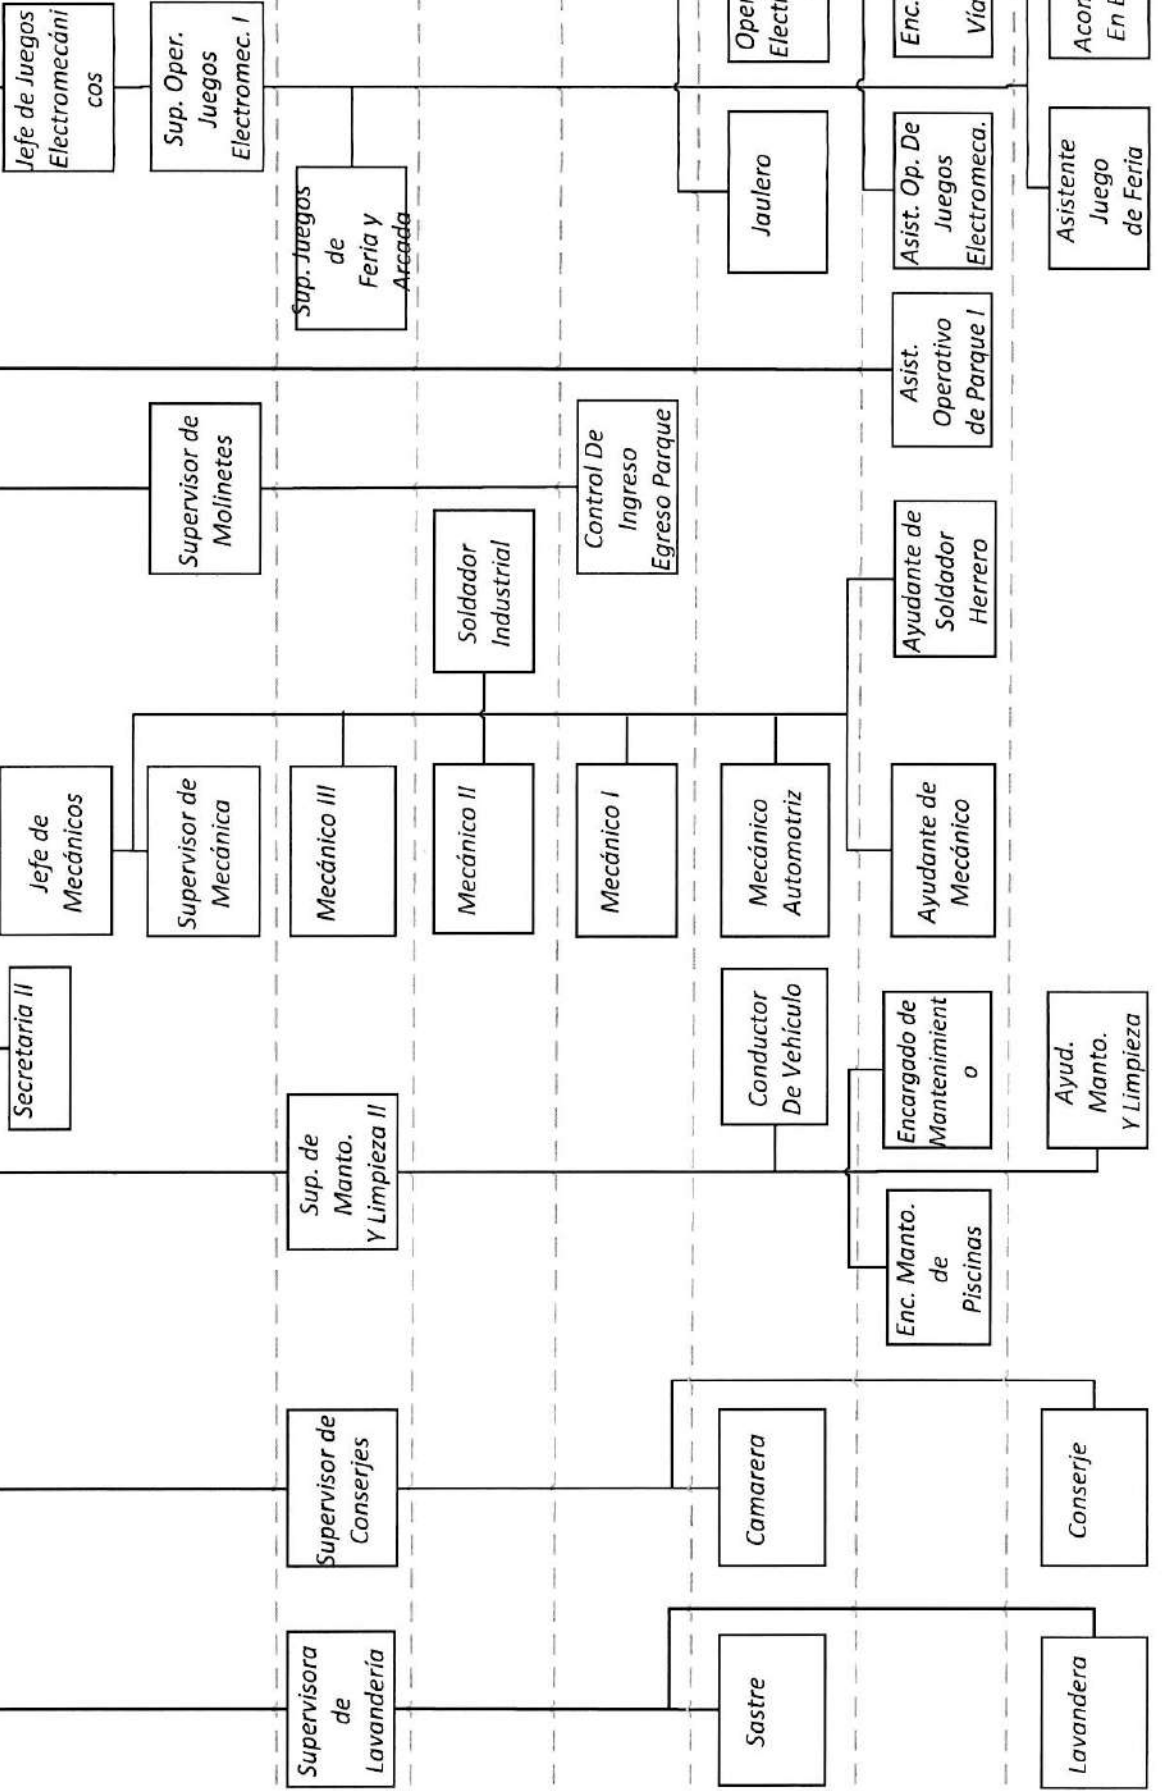 Secretaria II
Jefe de
Mecánicos
Jefe de Juegos
Electromecáni
cos
Supervisor de
Mecánica
Supervisor de
Molinetes
Sup. Oper.
Juegos
Electromec. I
Supervisora
de
Lavandería
Supervisor de
Conserjes
Sup. de
Manto.
Y Limpieza II
Mecánico III
Sup. Juegos
de
Feria y
Arcada
Mecánico II
Soldador
Industrial
Mecánico I
Control De
Ingreso
Egreso Parque
Sastre
Camarera
Conductor
De Vehículo
Mecánico
Automotriz
Jaulero
Enc. Manto.
de
Piscinas
Encargado de
Mantenimient
o
Ayudante de
Mecánico
Ayudante de
Soldador
Herrero
Asist.
Operativo
de Parque I
Asist. Op. De
Juegos
Electromeca.
Enc.
Lavandera
Conserje
Ayud.
Manto.
Y Limpieza
Asistente
Juego
de Feria
En